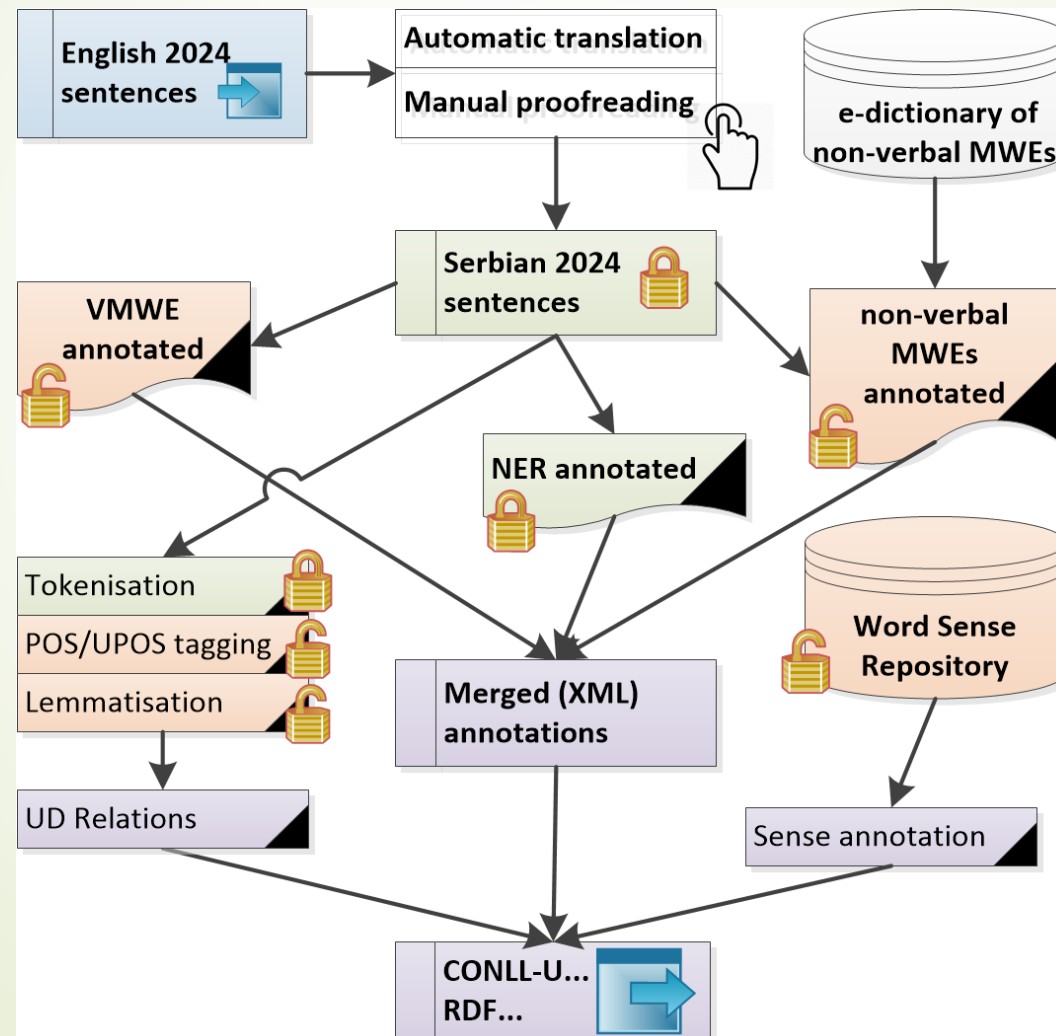 English 2024
sentences
Automatic translation
Manual proofreading
e-dictionary of
non-verbal MWEs
Serbian 2024
sentences
VMWE
annotated
non-verbal
MWEs
annotated
NER annotated
Tokenisation
POS/UPOS tagging
Lemmatisation
Word Sense
Repository
Merged (XML)
annotations
UD Relations
Sense annotation
CONLL-U...
RDF...